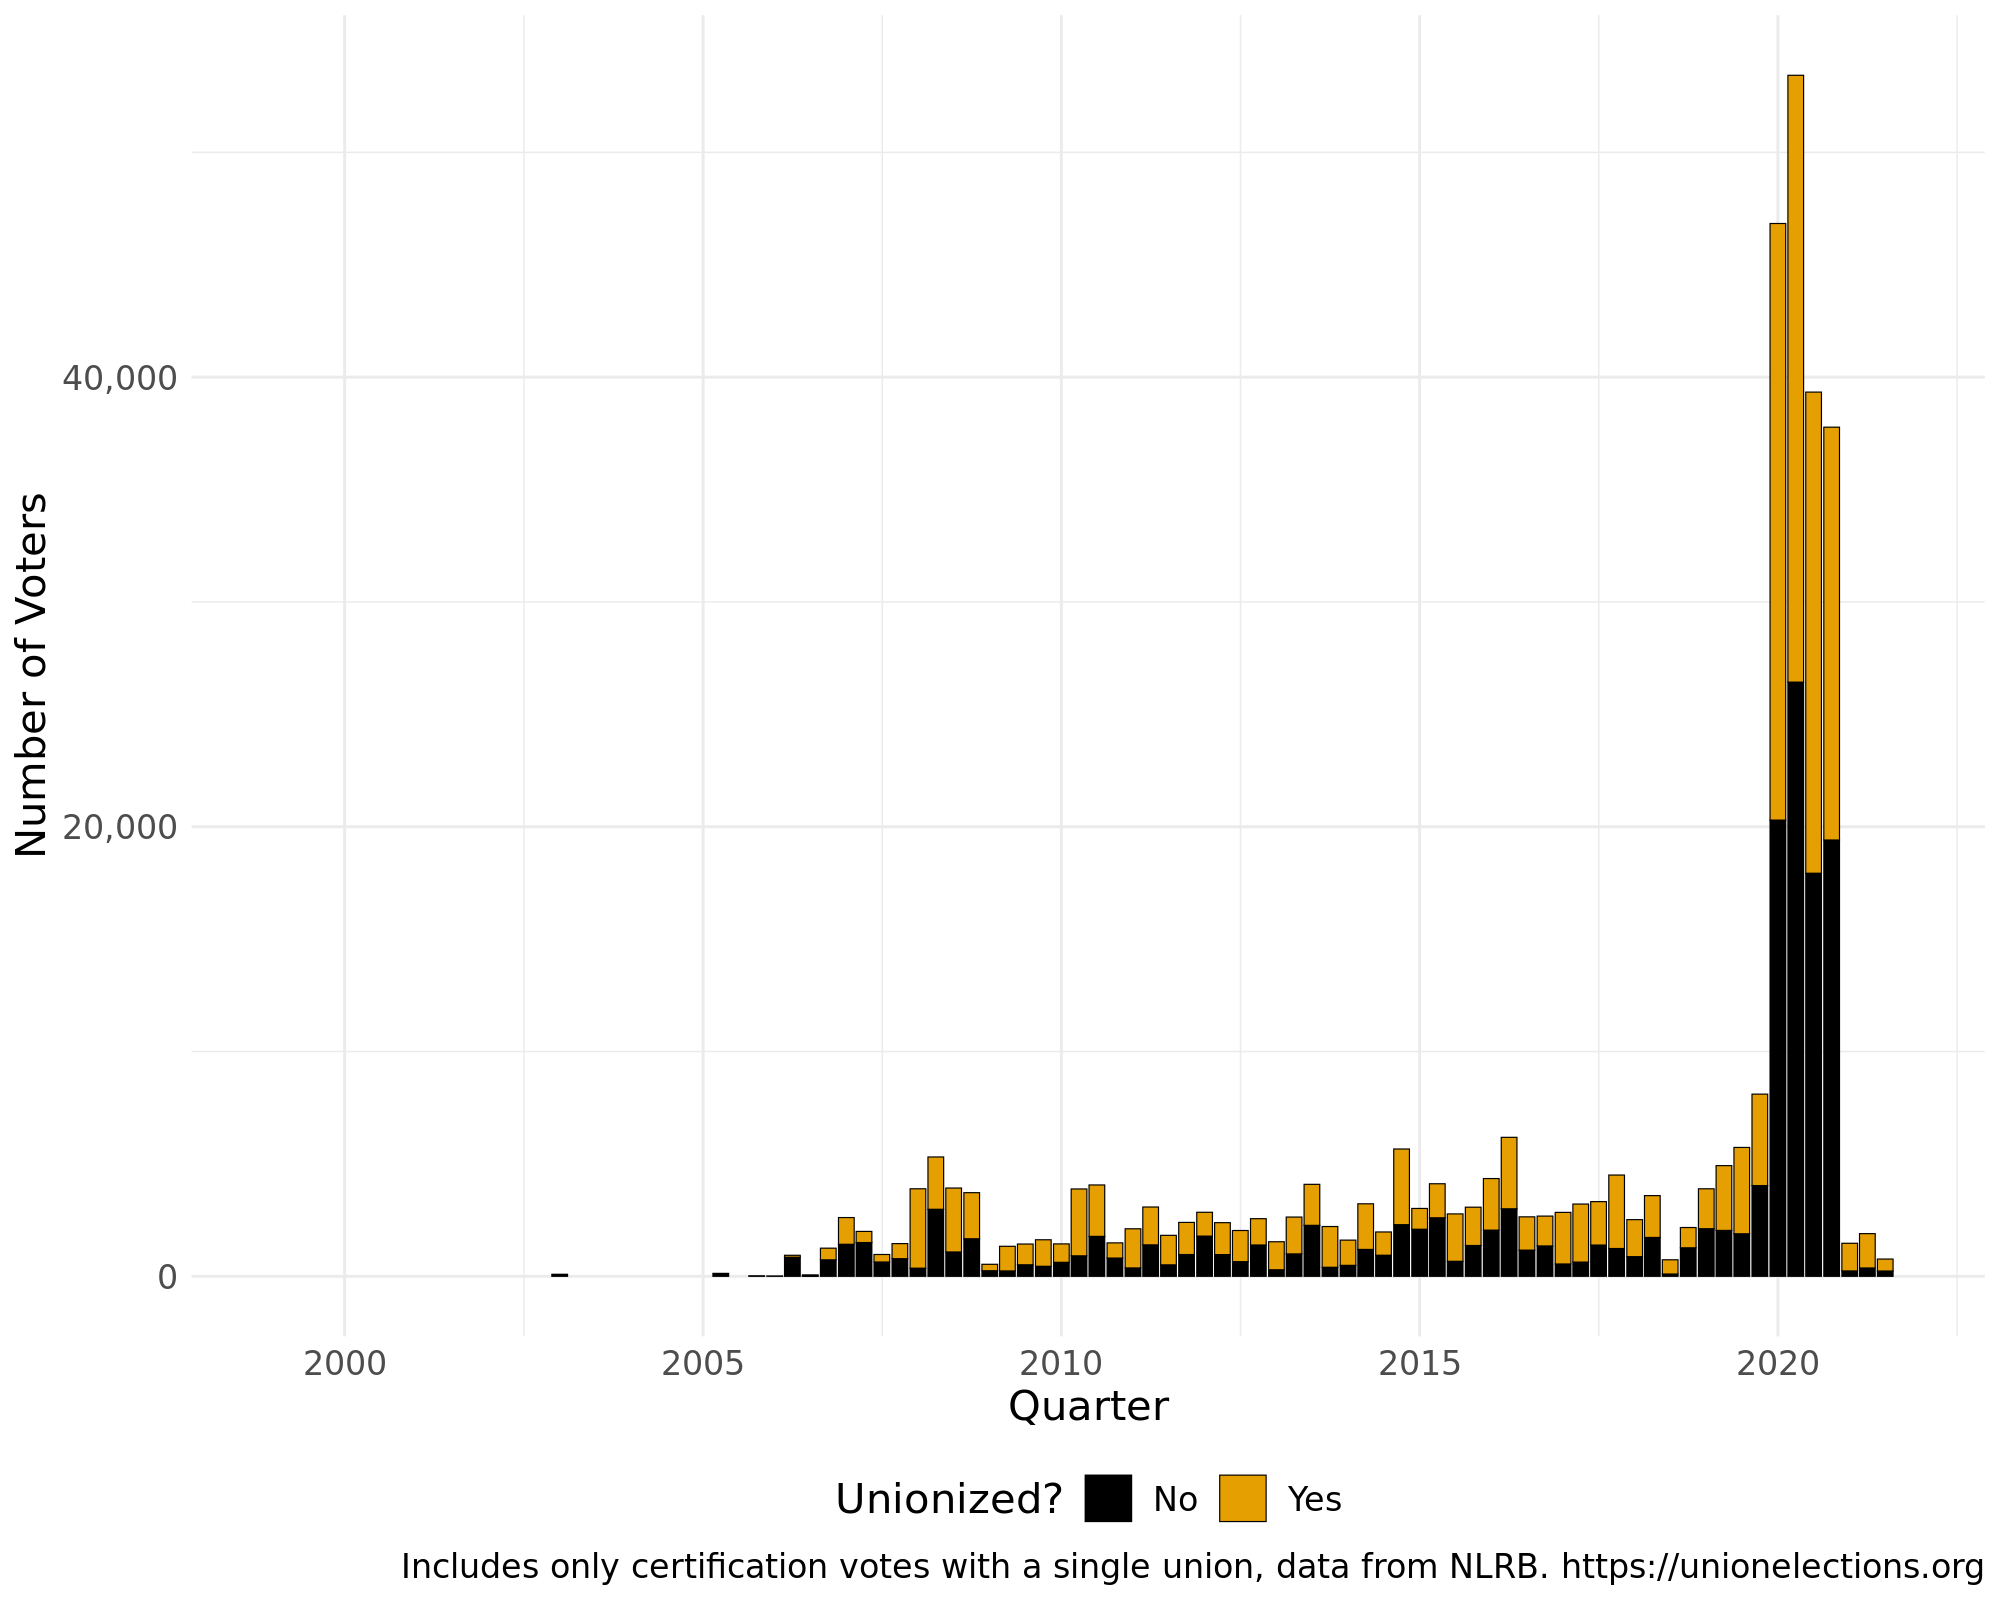 Number of Voters
40,000
20,000
0
2000 2005 2010 2015 2020
Quarter
Unionized? No Yes
Includes only certification votes with a single union, data from NLRB. https://unionelections.org